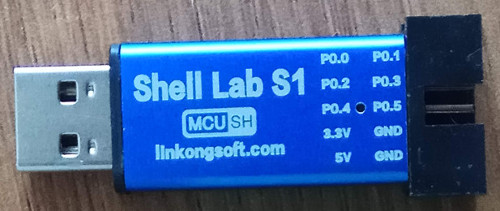 Shell Lab S1
MCU SH
linkongsoft.com
P0.0 P0.1
P0.2 P0.3
P0.4 P0.5
3.3V GND
5V GND